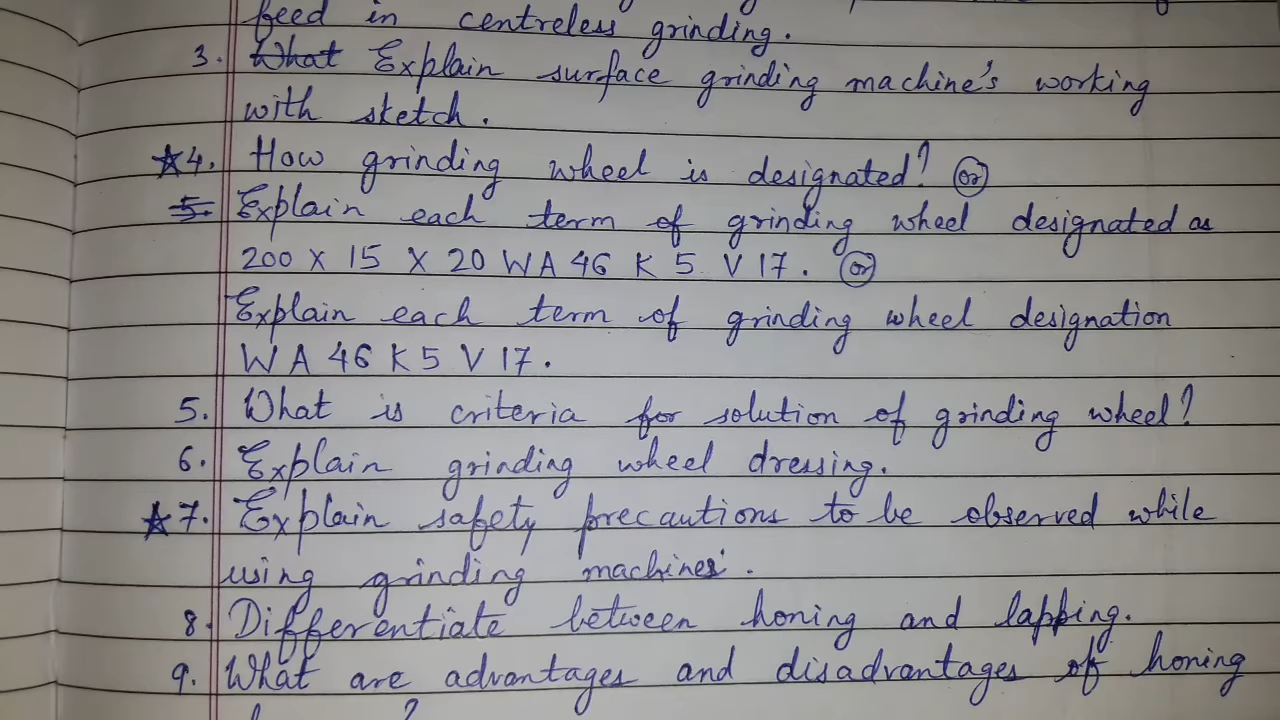 feed in centreless grinding.
3. What Explain surface grinding machine's working
with sketch.
★4. How grinding wheel is designated? or
5. Explain each term of grinding wheel designated as
200 x 15 x 20 WA 46 K 5 V 17. or
Explain each term of grinding wheel designation
WA 46 K 5 V 17.
5. What is criteria for solution of grinding wheel?
6. Explain grinding wheel dressing.
★7. Explain safety precautions to be observed while
using grinding machines.
8. Differentiate between honing and lapping.
9. What are advantages and disadvantages of honing